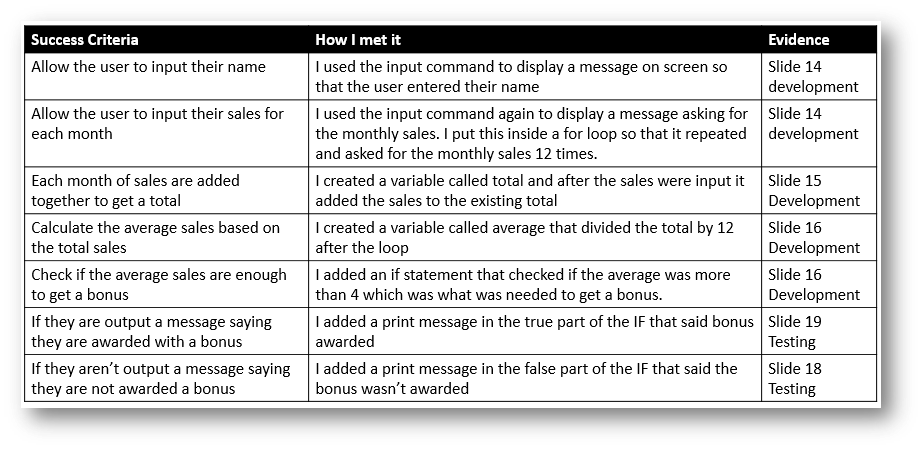 Success Criteria How I met it Evidence
Allow the user to input their name I used the input command to display a message on screen so Slide 14
that the user entered their name development
Allow the user to input their sales for I used the input command again to display a message asking for Slide 14
each month the monthly sales. I put this inside a for loop so that it repeated development
and asked for the monthly sales 12 times.
Each month of sales are added I created a variable called total and after the sales were input it Slide 15
together to get a total added the sales to the existing total Development
Calculate the average sales based on I created a variable called average that divided the total by 12 Slide 16
the total sales after the loop Development
Check if the average sales are enough I added an if statement that checked if the average was more Slide 16
to get a bonus than 4 which was what was needed to get a bonus. Development
If they are output a message saying I added a print message in the true part of the IF that said bonus Slide 19
they are awarded with a bonus awarded Testing
If they aren't output a message saying I added a print message in the false part of the IF that said the Slide 18
they are not awarded a bonus bonus wasn't awarded Testing